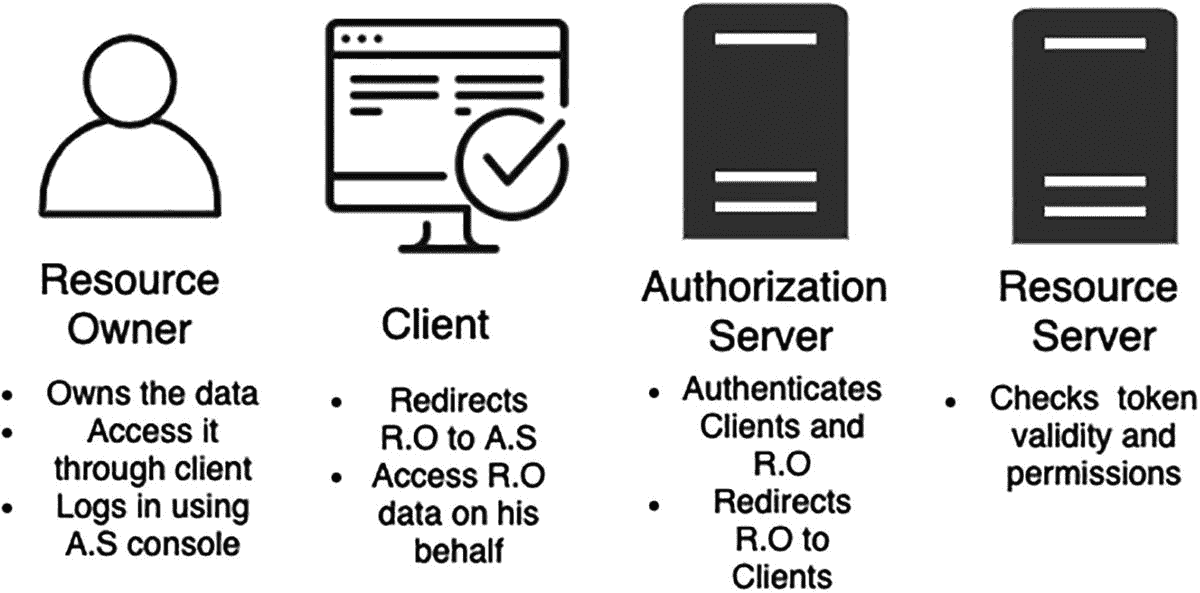 Resource
Owner
• Owns the data
• Access it
through client
• Logs in using
A.S console
Client
• Redirects
R.O to A.S
• Access R.O
data on his
behalf
Authorization
Server
• Authenticates
Clients and
R.O
• Redirects
R.O to
Clients
Resource
Server
• Checks token
validity and
permissions